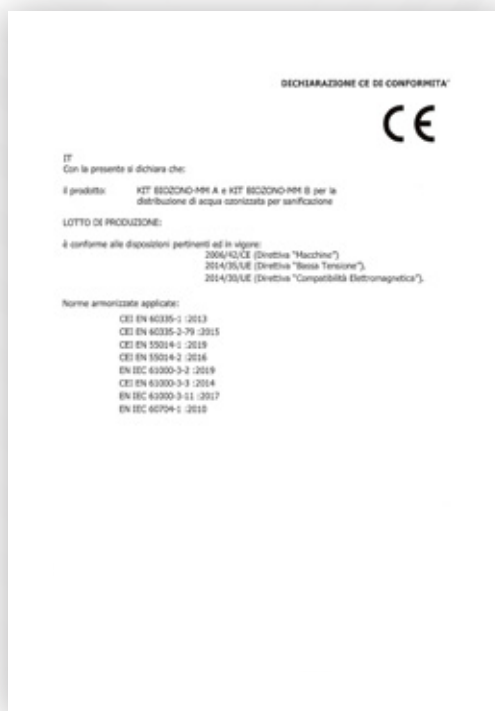 DICHIARAZIONE CE DI CONFORMITA'
CE
IT
Con la presente si dichiara che:
il prodotto: KIT BIOZONO-MM A e KIT BIOZONO-MM B per la
distribuzione di acqua ozonizzata per sanificazione
LOTTO DI PRODUZIONE:
è conforme alle disposizioni pertinenti ed in vigore:
2006/42/CE (Direttiva "Macchine")
2014/35/UE (Direttiva "Bassa Tensione"),
2014/30/UE (Direttiva "Compatibilità Elettromagnetica").
Norme armonizzate applicate:
CEI EN 60335-1 :2013
CEI EN 60335-2-79 :2015
CEI EN 55014-1 :2019
CEI EN 55014-2 :2016
EN IEC 61000-3-2 :2019
CEI EN 61000-3-3 :2014
EN IEC 61000-3-11 :2017
EN IEC 60704-1 :2010